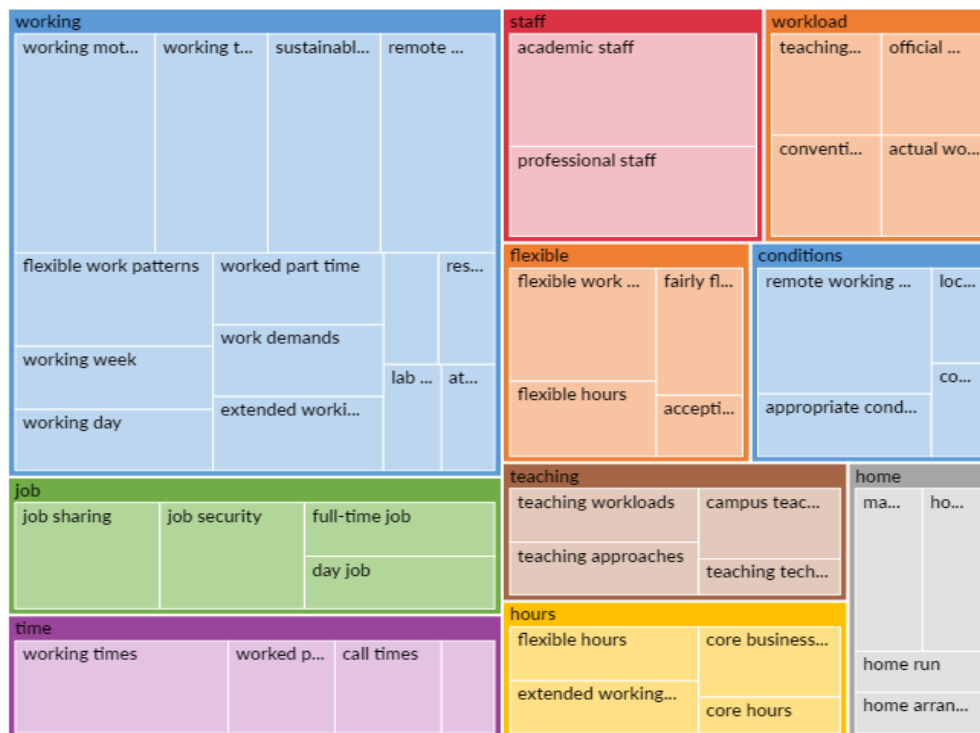 working
working mot...
working t...
sustainabl...
remote ...
flexible work patterns
worked part time
res...
working week
work demands
working day
extended worki...
lab ...
at...
staff
academic staff
professional staff
workload
teaching...
official ...
conventi...
actual wo...
flexible
flexible work ...
fairly fl...
flexible hours
accepti...
conditions
remote working ...
loc...
appropriate cond...
co...
job
job sharing
job security
full-time job
day job
teaching
teaching workloads
campus teac...
teaching approaches
teaching tech...
home
ma...
ho...
home run
home arran...
time
working times
worked p...
call times
hours
flexible hours
core business...
extended working...
core hours